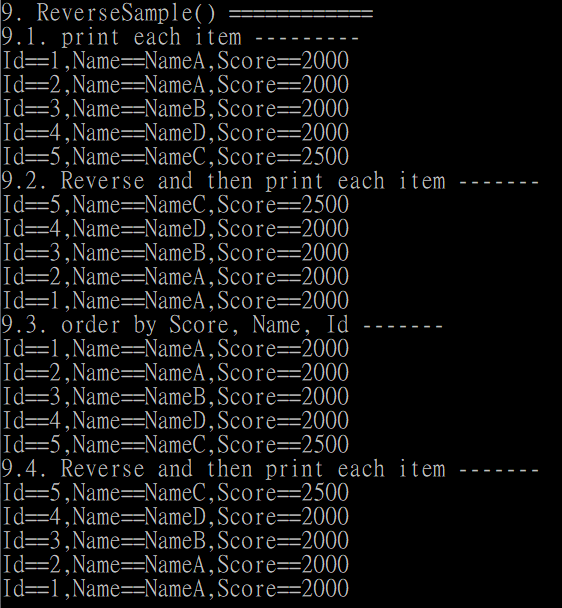 9. ReverseSample() ============
9.1. print each item ---------
Id==1,Name==NameA,Score==2000
Id==2,Name==NameA,Score==2000
Id==3,Name==NameB,Score==2000
Id==4,Name==NameD,Score==2000
Id==5,Name==NameC,Score==2500
9.2. Reverse and then print each item -------
Id==5,Name==NameC,Score==2500
Id==4,Name==NameD,Score==2000
Id==3,Name==NameB,Score==2000
Id==2,Name==NameA,Score==2000
Id==1,Name==NameA,Score==2000
9.3. order by Score, Name, Id -------
Id==1,Name==NameA,Score==2000
Id==2,Name==NameA,Score==2000
Id==3,Name==NameB,Score==2000
Id==4,Name==NameD,Score==2000
Id==5,Name==NameC,Score==2500
9.4. Reverse and then print each item -------
Id==5,Name==NameC,Score==2500
Id==4,Name==NameD,Score==2000
Id==3,Name==NameB,Score==2000
Id==2,Name==NameA,Score==2000
Id==1,Name==NameA,Score==2000